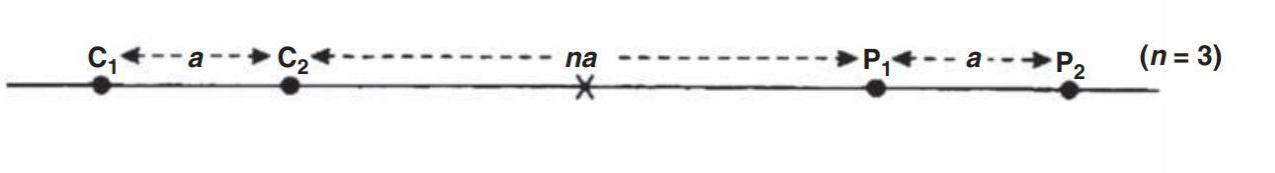 C₁ a C₂ na P₁ a P₂ (n = 3)